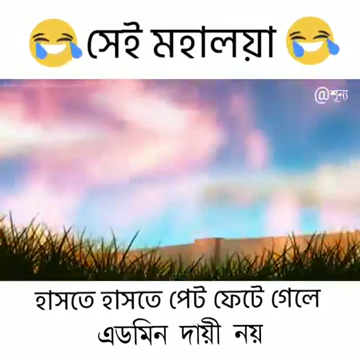 😂সেই মহালয়া😂
@শূন্য
হাসতে হাসতে পেট ফেটে গেলে
এডমিন দায়ী নয়